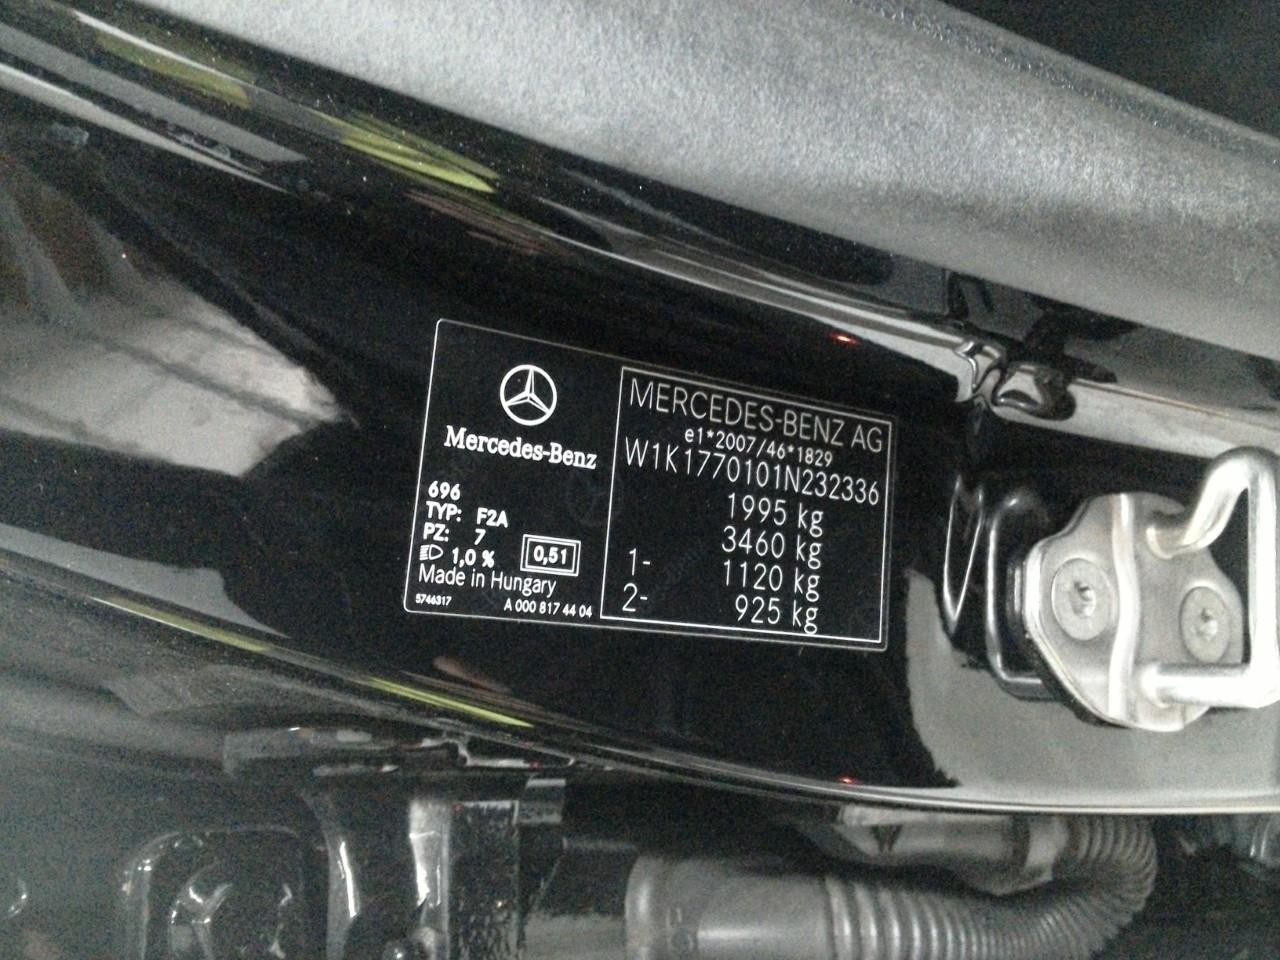 Mercedes-Benz
696
TYP: F2A
PZ: 7
1,0 %
0,51
Made in Hungary
5746317
A 000 817 44 04
MERCEDES-BENZ AG
e1*2007/46*1829
W1K1770101N232336
1995 kg
3460 kg
1- 1120 kg
2- 925 kg